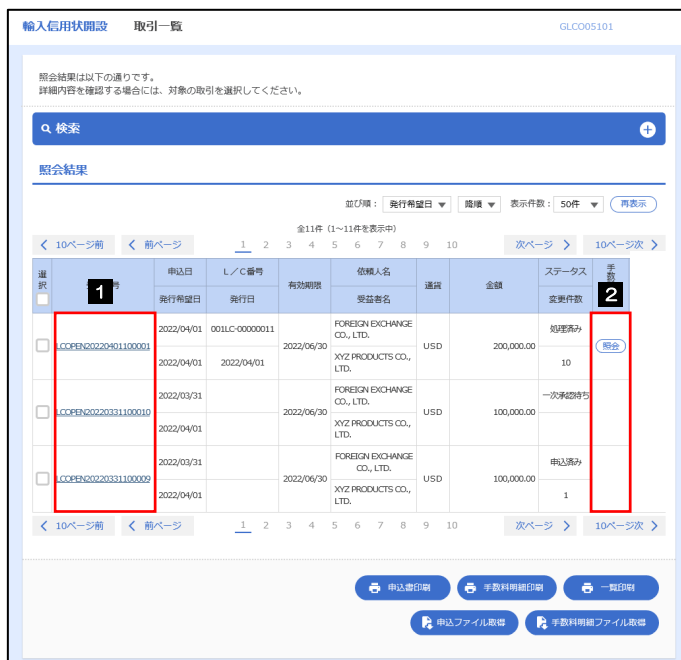 輸入信用状開設 取引一覧 GLCO05101
照会結果は以下の通りです。
詳細内容を確認する場合には、対象の取引を選択してください。
検索
照会結果
並び順： 発行希望日 ▼ 降順 ▼ 表示件数： 50件 ▼ 再表示
全11件（1～11件を表示中）
10ページ前 前ページ 1 2 3 4 5 6 7 8 9 10 次ページ 10ページ次
選択 1 号 申込日 L／C番号 有効期限 依頼人名 通貨 金額 ステータス 手数 2
発行希望日 発行日 受益者名 変更件数
LCOPEN20220401100001 2022/04/01 001LC-00000011 2022/06/30 FOREIGN EXCHANGE CO., LTD. USD 200,000.00 処理済み 照会
2022/04/01 2022/04/01 XYZ PRODUCTS CO., LTD. 10
LCOPEN20220331100010 2022/03/31 2022/06/30 FOREIGN EXCHANGE CO., LTD. USD 100,000.00 一次承認待ち
2022/04/01 XYZ PRODUCTS CO., LTD.
LCOPEN20220331100009 2022/03/31 2022/06/30 FOREIGN EXCHANGE CO., LTD. USD 100,000.00 申込済み
2022/04/01 XYZ PRODUCTS CO., LTD. 1
10ページ前 前ページ 1 2 3 4 5 6 7 8 9 10 次ページ 10ページ次
申込書印刷 手数料明細印刷 一覧印刷
申込ファイル取得 手数料明細ファイル取得